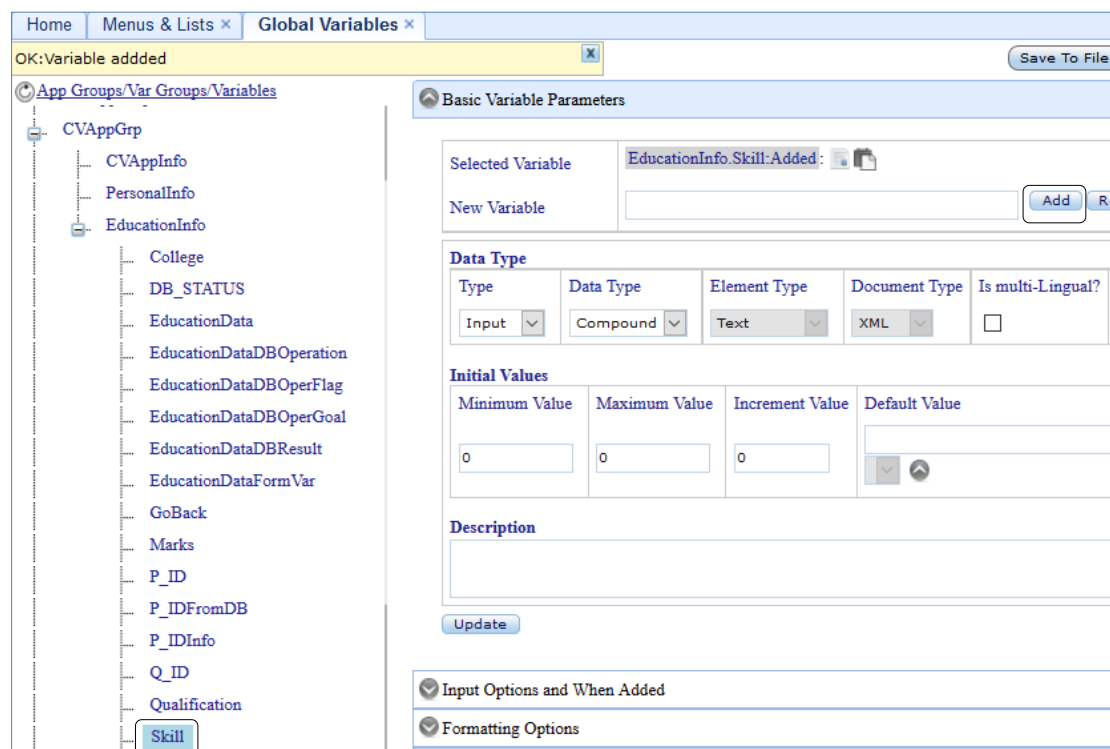 Home Menus & Lists × Global Variables ×
OK:Variable addded X
Save To File
App Groups/Var Groups/Variables
CVAppGrp
CVAppInfo
PersonalInfo
EducationInfo
College
DB_STATUS
EducationData
EducationDataDBOperation
EducationDataDBOperFlag
EducationDataDBOperGoal
EducationDataDBResult
EducationDataFormVar
GoBack
Marks
P_ID
P_IDFromDB
P_IDInfo
Q_ID
Qualification
Skill
Basic Variable Parameters
Selected Variable EducationInfo.Skill:Added :
New Variable Add
Data Type
Type Data Type Element Type Document Type Is multi-Lingual?
Input Compound Text XML
Initial Values
Minimum Value Maximum Value Increment Value Default Value
0 0 0
Description
Update
Input Options and When Added
Formatting Options